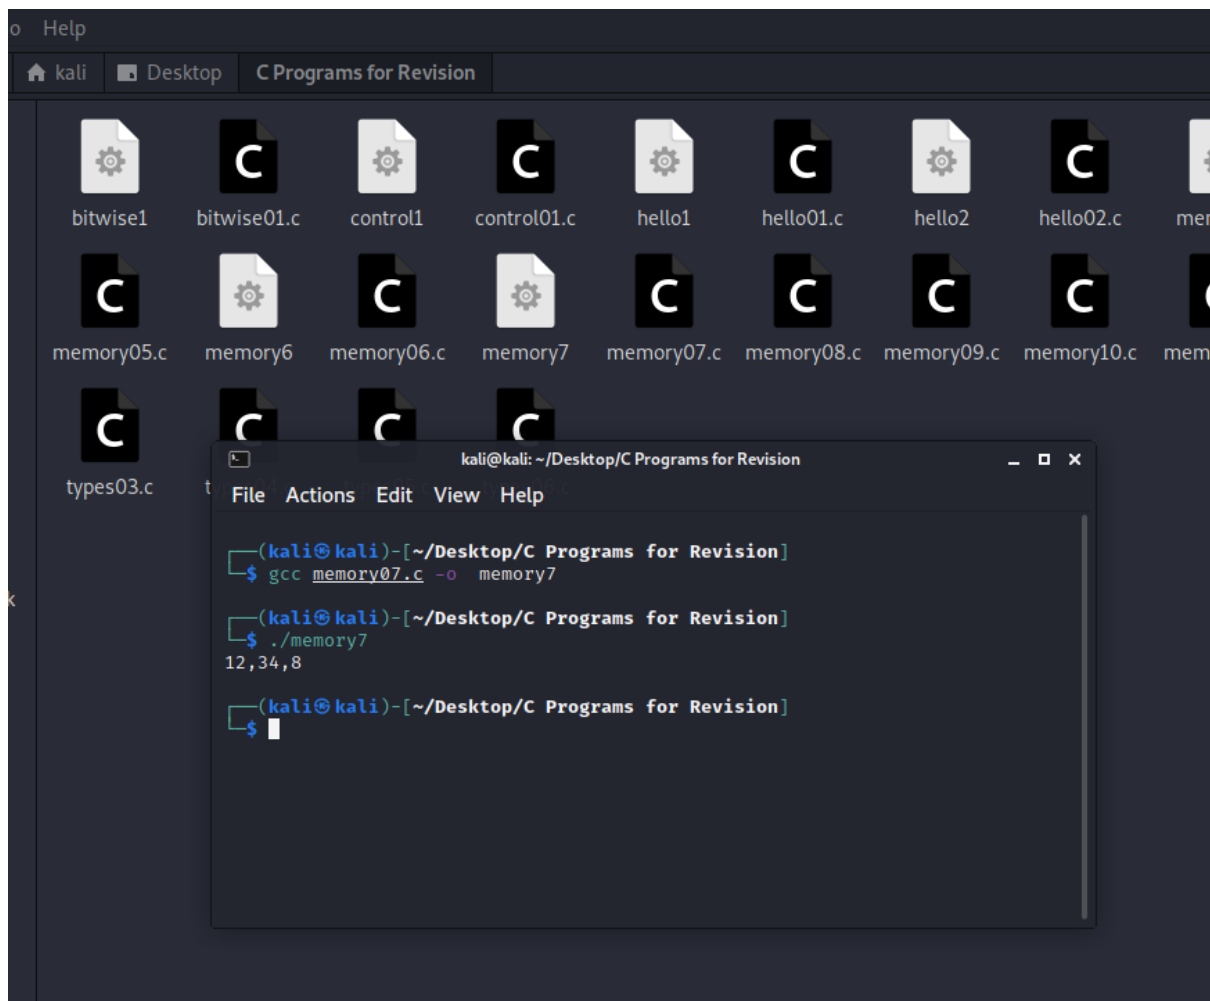 o Help
kali Desktop C Programs for Revision
bitwise1 bitwise01.c control1 control01.c hello1 hello01.c hello2 hello02.c
memory05.c memory6 memory06.c memory7 memory07.c memory08.c memory09.c memory10.c
types03.c
kali@kali: ~/Desktop/C Programs for Revision
File Actions Edit View Help
┌──(kali㉿kali)-[~/Desktop/C Programs for Revision]
└─$ gcc memory07.c -o  memory7
┌──(kali㉿kali)-[~/Desktop/C Programs for Revision]
└─$ ./memory7
12,34,8
┌──(kali㉿kali)-[~/Desktop/C Programs for Revision]
└─$
k